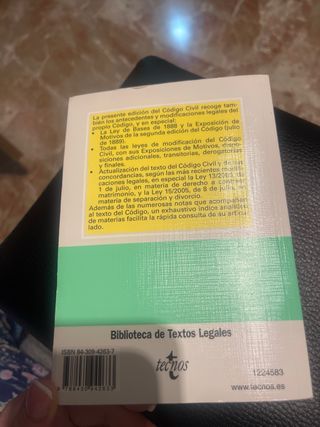 La presente edición del Código Civil recoge tam-
bién los antecedentes y modificaciones legales del
propio Código, y en especial:
• La Ley de Bases de 1888 y la Exposición de
Motivos de la segunda edición del Código (julio
de 1889).
• Todas las leyes de modificación del Código
Civil, con sus Exposiciones de Motivos, dispo-
siciones adicionales, transitorias, derogatorias
y finales.
• Actualización del texto del Código Civil y de las
concordancias, según las más recientes modifi-
caciones legales, en especial la Ley 13/2005, de
1 de julio, en materia de derecho a contraer
y la Ley 15/2005, de 8 de julio, en
materia de separación y divorcio.
Además de las numerosas notas que acompañan
al texto del Código, un exhaustivo índice analítico
de materias facilita la rápida consulta de su articu-
lado.
Biblioteca de Textos Legales
ISBN 84-309-4263-7
9 788430 942633
tecnos
1224583
www.tecnos.es